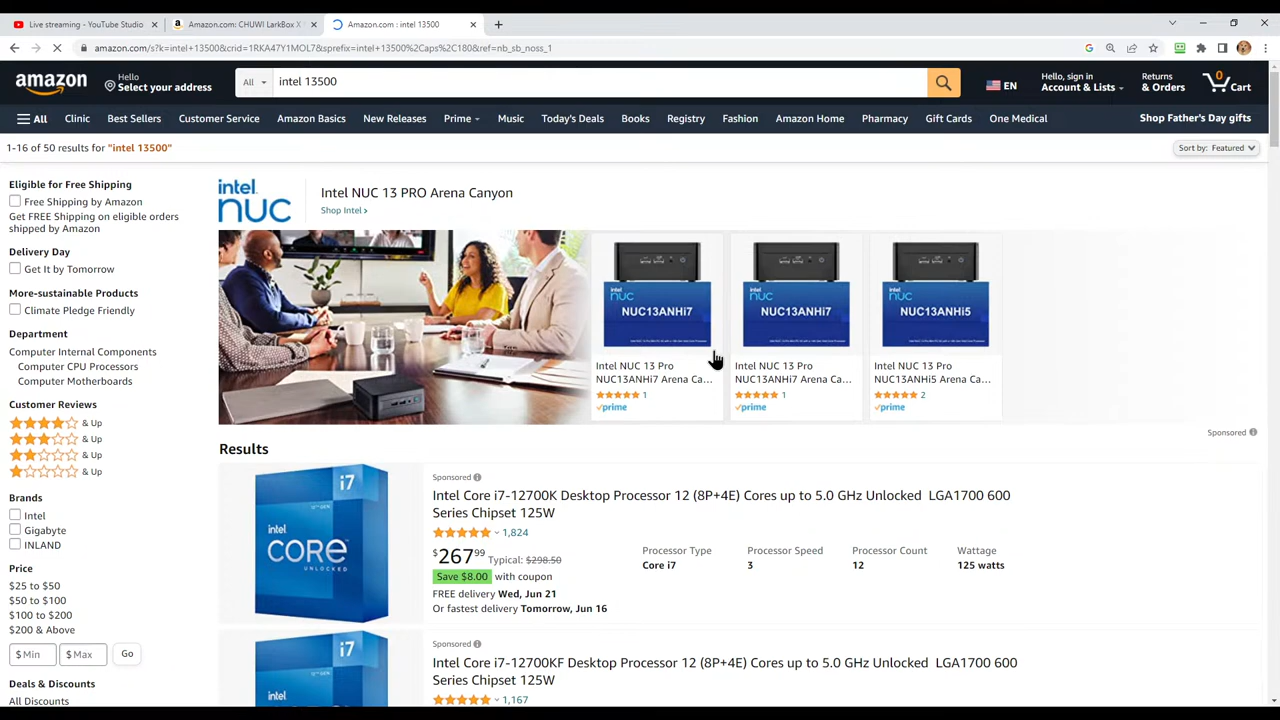 Live streaming - YouTube Studio
Amazon.com: CHUWI LarkBox X
Amazon.com : intel 13500
amazon.com/s?k=intel+13500&crid=1RKA47Y1MOL7&sprefix=intel+13500%2Caps%2C180&ref=nb_sb_noss_1
amazon
Hello
Select your address
All
intel 13500
EN
Hello, sign in
Account & Lists
Returns
& Orders
0
Cart
All
Clinic
Best Sellers
Customer Service
Amazon Basics
New Releases
Prime
Music
Today's Deals
Books
Registry
Fashion
Amazon Home
Pharmacy
Gift Cards
One Medical
Shop Father's Day gifts
1-16 of 50 results for "intel 13500"
Sort by: Featured
Eligible for Free Shipping
Free Shipping by Amazon
Get FREE Shipping on eligible orders
shipped by Amazon
Delivery Day
Get It by Tomorrow
More-sustainable Products
Climate Pledge Friendly
Department
Computer Internal Components
Computer CPU Processors
Computer Motherboards
Customer Reviews
& Up
& Up
& Up
& Up
Brands
Intel
Gigabyte
INLAND
Price
$25 to $50
$50 to $100
$100 to $200
$200 & Above
$ Min
$ Max
Go
Deals & Discounts
All Discounts
intel
nuc
Intel NUC 13 PRO Arena Canyon
Shop Intel ›
intel
nuc
NUC13ANHi7
Intel NUC 13 Pro
NUC13ANHi7 Arena Ca...
1
prime
intel
nuc
NUC13ANHi7
Intel NUC 13 Pro
NUC13ANHi7 Arena Ca...
1
prime
intel
nuc
NUC13ANHi5
Intel NUC 13 Pro
NUC13ANHi5 Arena Ca...
2
prime
Sponsored
Results
i7
intel
CORE
UNLOCKED
Sponsored
Intel Core i7-12700K Desktop Processor 12 (8P+4E) Cores up to 5.0 GHz Unlocked LGA1700 600
Series Chipset 125W
1,824
$267 99 Typical: $298.50
Save $8.00 with coupon
FREE delivery Wed, Jun 21
Or fastest delivery Tomorrow, Jun 16
Processor Type
Core i7
Processor Speed
3
Processor Count
12
Wattage
125 watts
i7
intel
Sponsored
Intel Core i7-12700KF Desktop Processor 12 (8P+4E) Cores up to 5.0 GHz Unlocked LGA1700 600
Series Chipset 125W
1,167